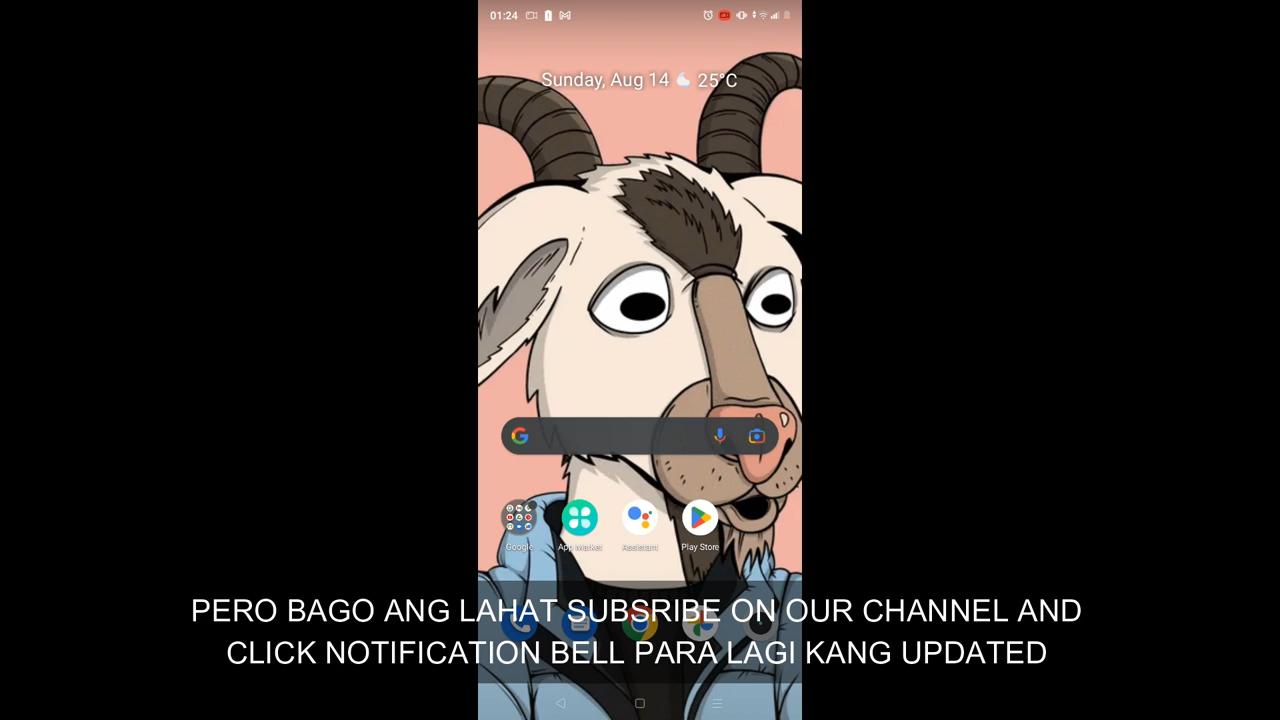 01:24
Sunday, Aug 14 25°C
Google
App Market
Assistant
Play Store
PERO BAGO ANG LAHAT SUBSRIBE ON OUR CHANNEL AND
CLICK NOTIFICATION BELL PARA LAGI KANG UPDATED